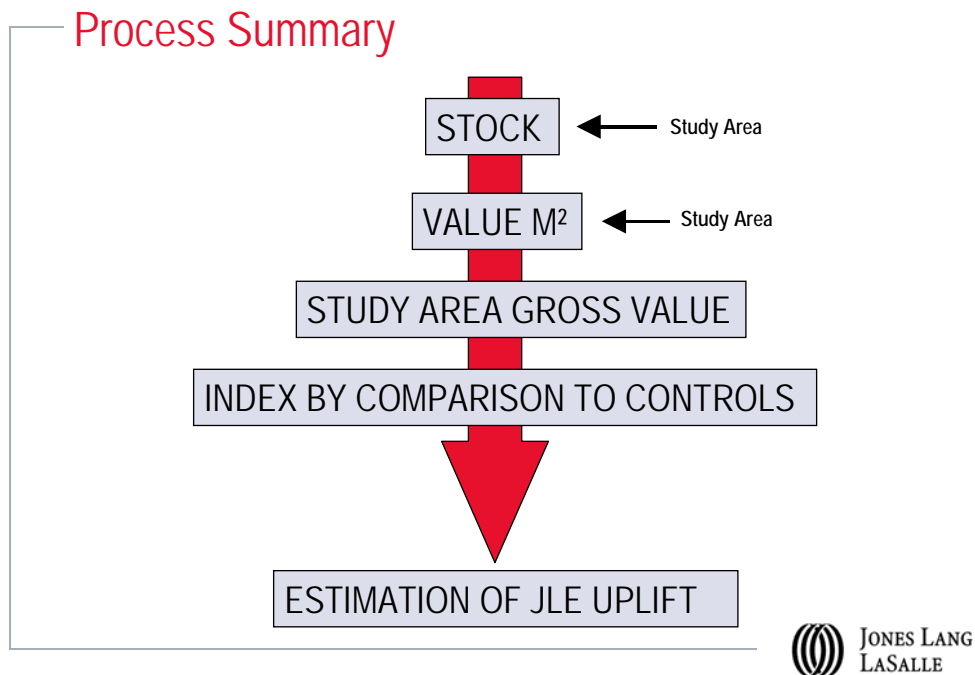 Process Summary
STOCK
Study Area
VALUE M²
Study Area
STUDY AREA GROSS VALUE
INDEX BY COMPARISON TO CONTROLS
ESTIMATION OF JLE UPLIFT
JONES LANG
LASALLE